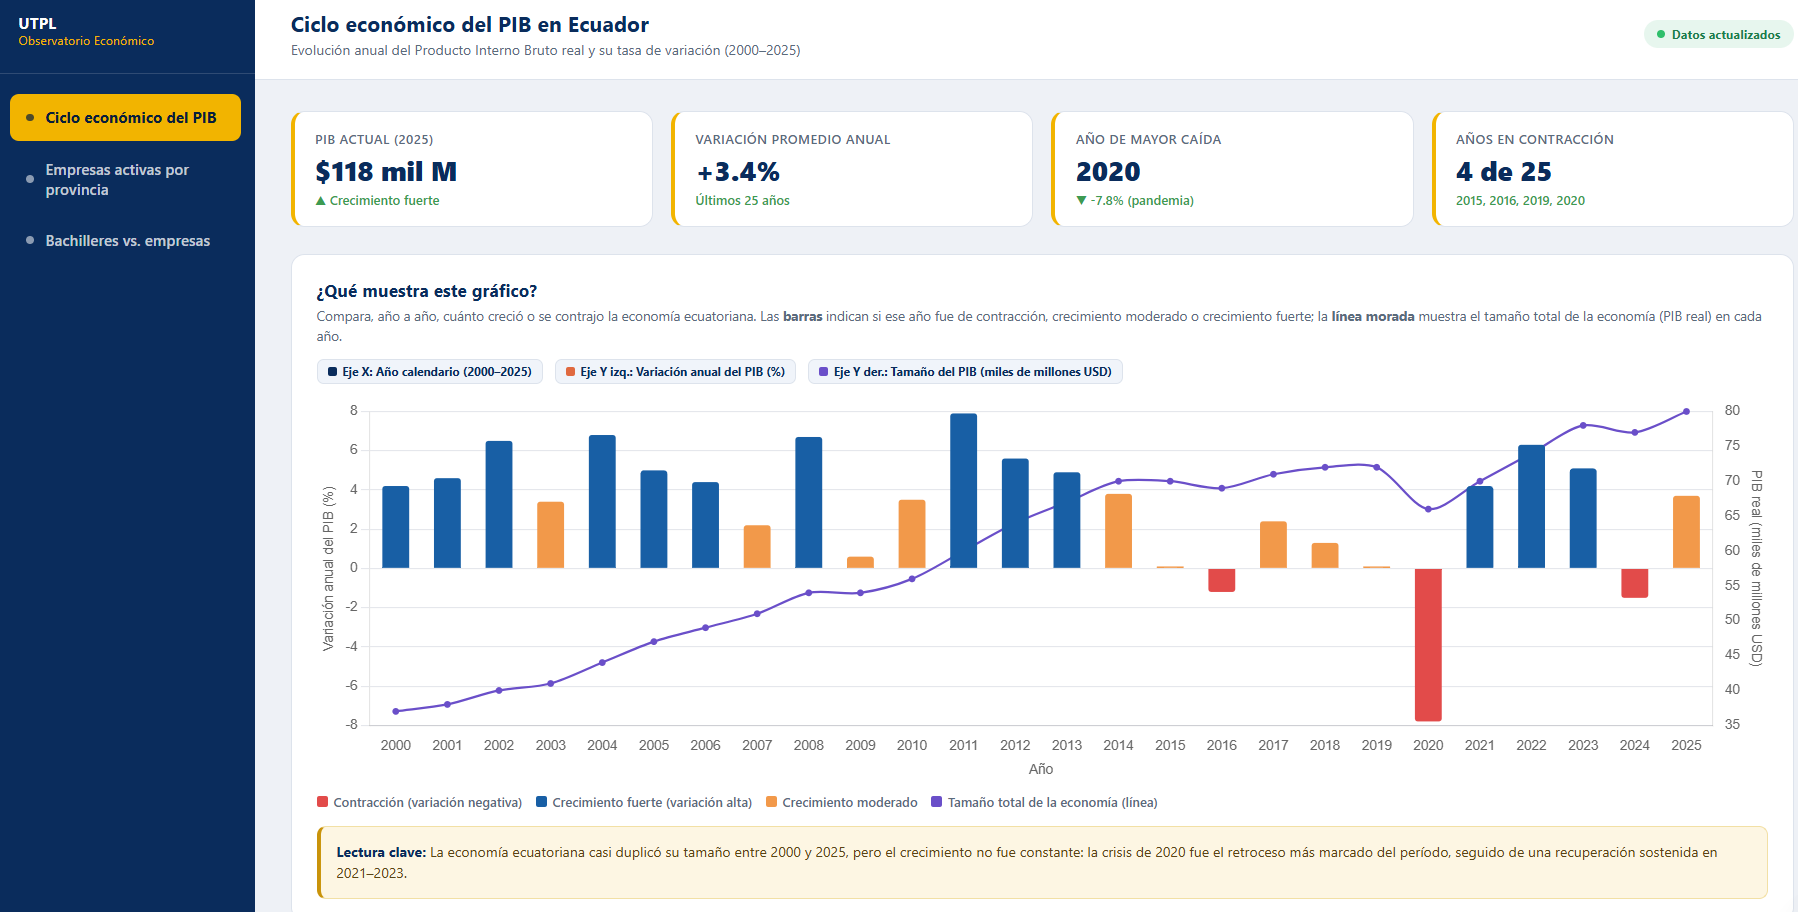 UTPL
Observatorio Económico
Ciclo económico del PIB
Empresas activas por
provincia
Bachilleres vs. empresas
Ciclo económico del PIB en Ecuador
Evolución anual del Producto Interno Bruto real y su tasa de variación (2000–2025)
Datos actualizados
PIB ACTUAL (2025)
$118 mil M
▲ Crecimiento fuerte
VARIACIÓN PROMEDIO ANUAL
+3.4%
Últimos 25 años
AÑO DE MAYOR CAÍDA
2020
▼ -7.8% (pandemia)
AÑOS EN CONTRACCIÓN
4 de 25
2015, 2016, 2019, 2020
¿Qué muestra este gráfico?
Compara, año a año, cuánto creció o se contrajo la economía ecuatoriana. Las barras indican si ese año fue de contracción, crecimiento moderado o crecimiento fuerte; la línea morada muestra el tamaño total de la economía (PIB real) en cada
año.
Eje X: Año calendario (2000–2025)
Eje Y izq.: Variación anual del PIB (%)
Eje Y der.: Tamaño del PIB (miles de millones USD)
Variación anual del PIB (%)
8
6
4
2
0
-2
-4
-6
-8
80
75
70
65
60
55
50
45
40
35
PIB real (miles de millones USD)
2000 2001 2002 2003 2004 2005 2006 2007 2008 2009 2010 2011 2012 2013 2014 2015 2016 2017 2018 2019 2020 2021 2022 2023 2024 2025
Año
Contracción (variación negativa) Crecimiento fuerte (variación alta) Crecimiento moderado Tamaño total de la economía (línea)
Lectura clave: La economía ecuatoriana casi duplicó su tamaño entre 2000 y 2025, pero el crecimiento no fue constante: la crisis de 2020 fue el retroceso más marcado del período, seguido de una recuperación sostenida en
2021–2023.